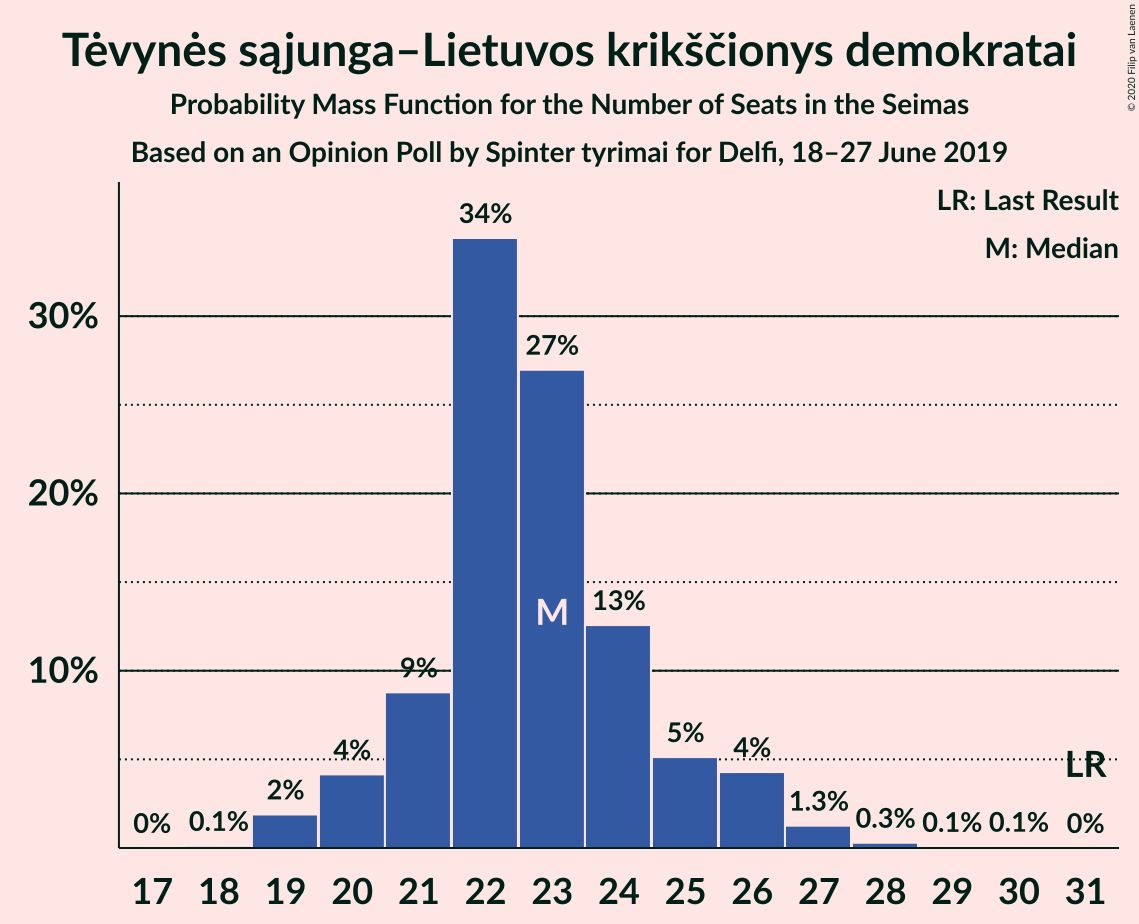 Tėvynės sąjunga–Lietuvos krikščionys demokratai
Probability Mass Function for the Number of Seats in the Seimas
Based on an Opinion Poll by Spinter tyrimai for Delfi, 18–27 June 2019
© 2020 Filip van Laenen
LR: Last Result
M: Median
34%
30%
27%
20%
13%
M
10%
9%
5%
4%
4%
LR
2%
1.3%
0%
0.1%
0.3%
0.1%
0.1%
0%
17 18 19 20 21 22 23 24 25 26 27 28 29 30 31